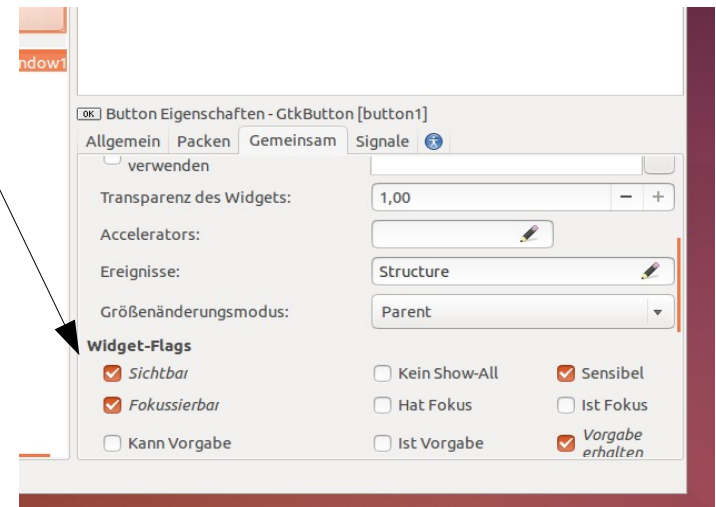 ndow1
OK Button Eigenschaften - GtkButton [button1]
Allgemein Packen Gemeinsam Signale
verwenden
Transparenz des Widgets: 1,00 − +
Accelerators:
Ereignisse: Structure
Größenänderungsmodus: Parent
Widget-Flags
Sichtbar Kein Show-All Sensibel
Fokussierbar Hat Fokus Ist Fokus
Kann Vorgabe Ist Vorgabe Vorgabe
erhalten